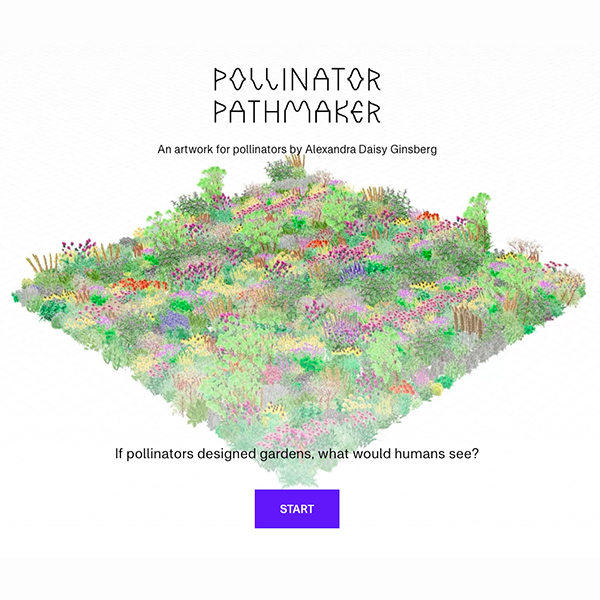 POLLINATOR
PATHMAKER
An artwork for pollinators by Alexandra Daisy Ginsberg
If pollinators designed gardens, what would humans see?
START